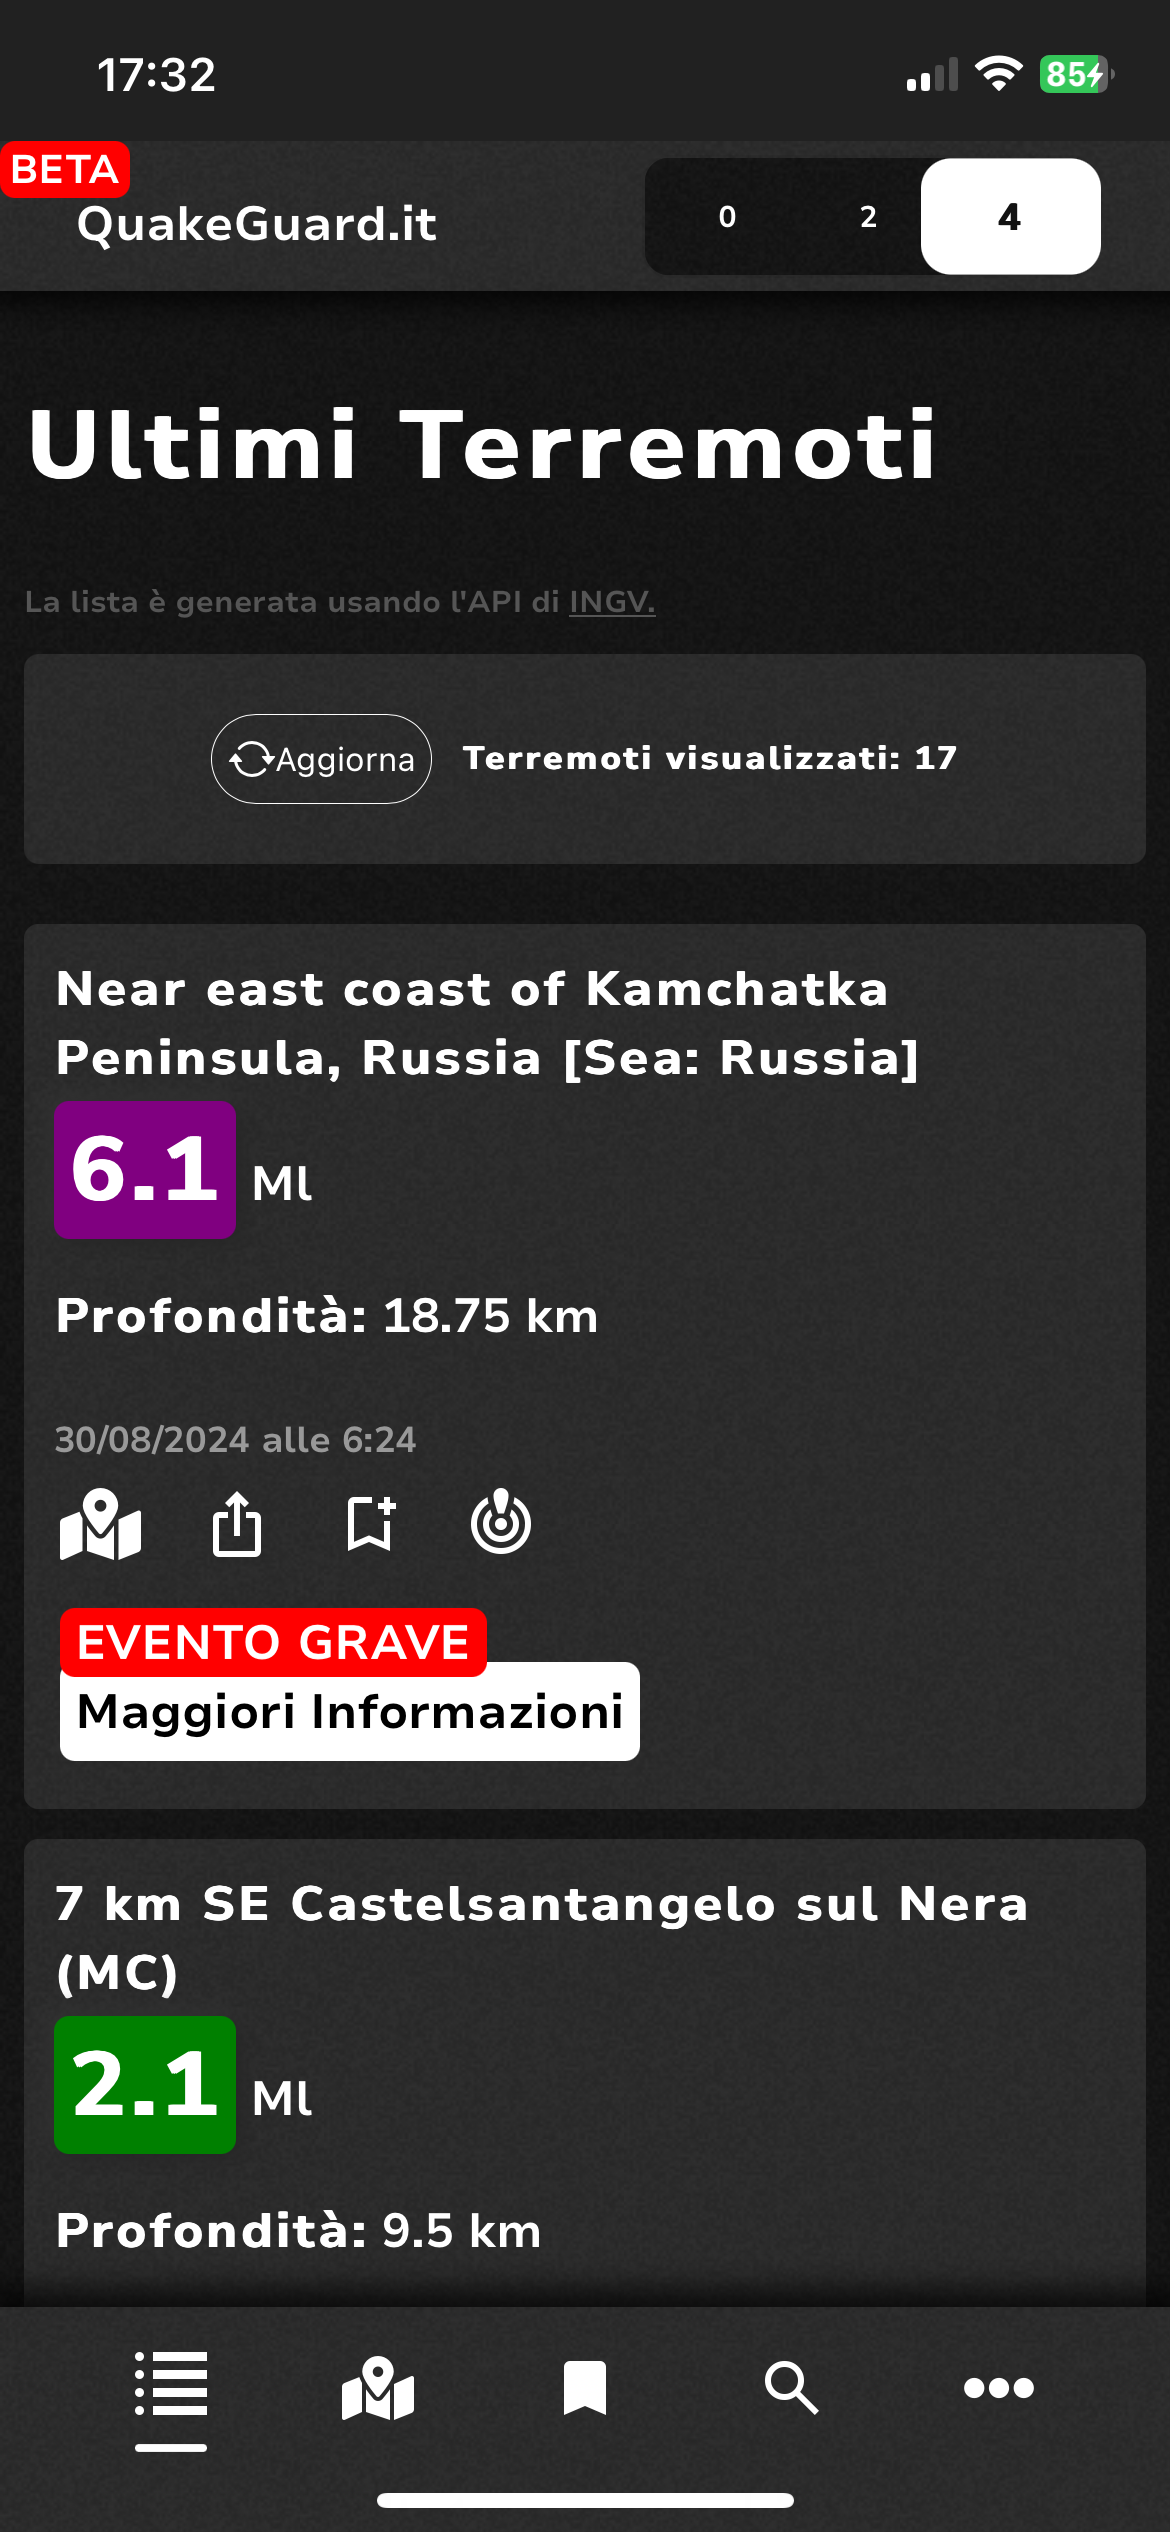 17:32
85
BETA
QuakeGuard.it
0 2 4
Ultimi Terremoti
La lista è generata usando l'API di INGV.
Aggiorna Terremoti visualizzati: 17
Near east coast of Kamchatka
Peninsula, Russia [Sea: Russia]
6.1 Ml
Profondità: 18.75 km
30/08/2024 alle 6:24
EVENTO GRAVE
Maggiori Informazioni
7 km SE Castelsantangelo sul Nera
(MC)
2.1 Ml
Profondità: 9.5 km